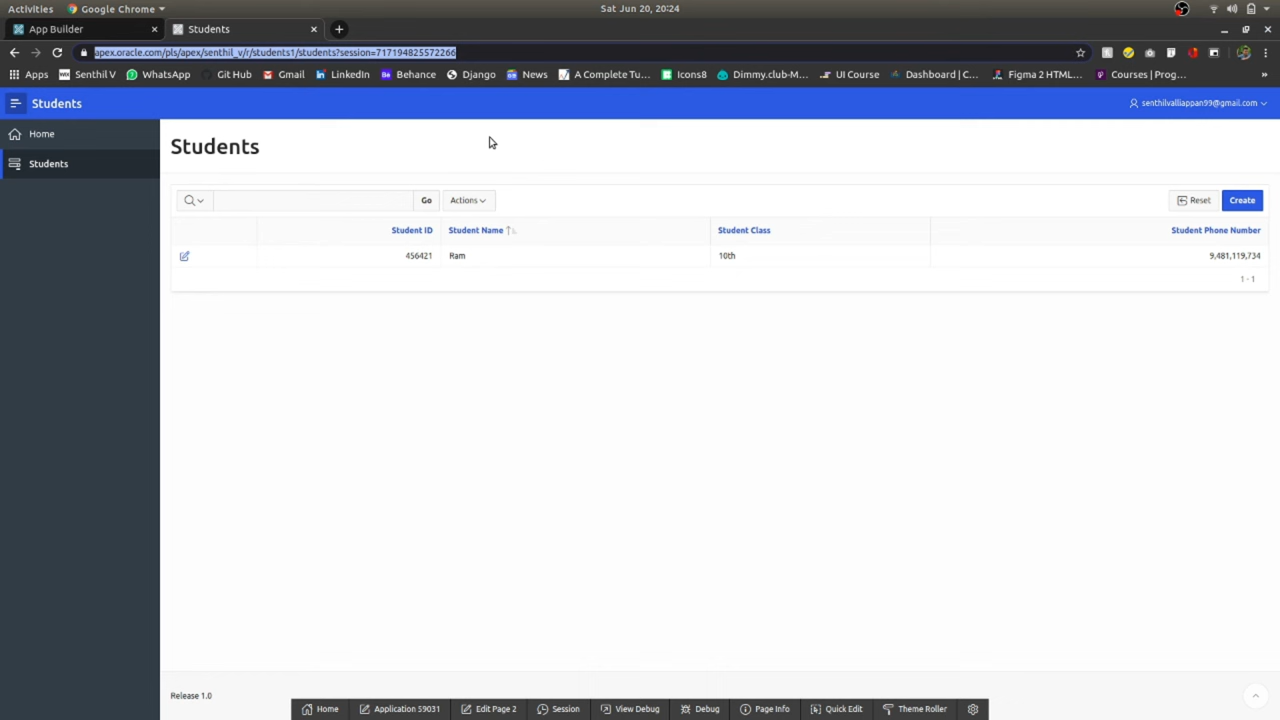 Activities Google Chrome Sat Jun 20, 20:24
App Builder Students
apex.oracle.com/pls/apex/senthil_v/r/students1/students?session=717194825572266
Apps Senthil V WhatsApp Git Hub Gmail LinkedIn Behance Django News A Complete Tu... Icons8 Dimmy.club-M... UI Course Dashboard | C... Figma 2 HTML... Courses | Prog... »
Students senthilvalliappan99@gmail.com
Home
Students
Students
Go Actions Reset Create
Student ID Student Name Student Class Student Phone Number
456421 Ram 10th 9,481,119,734
1 - 1
Release 1.0
Home Application 59031 Edit Page 2 Session View Debug Debug Page Info Quick Edit Theme Roller